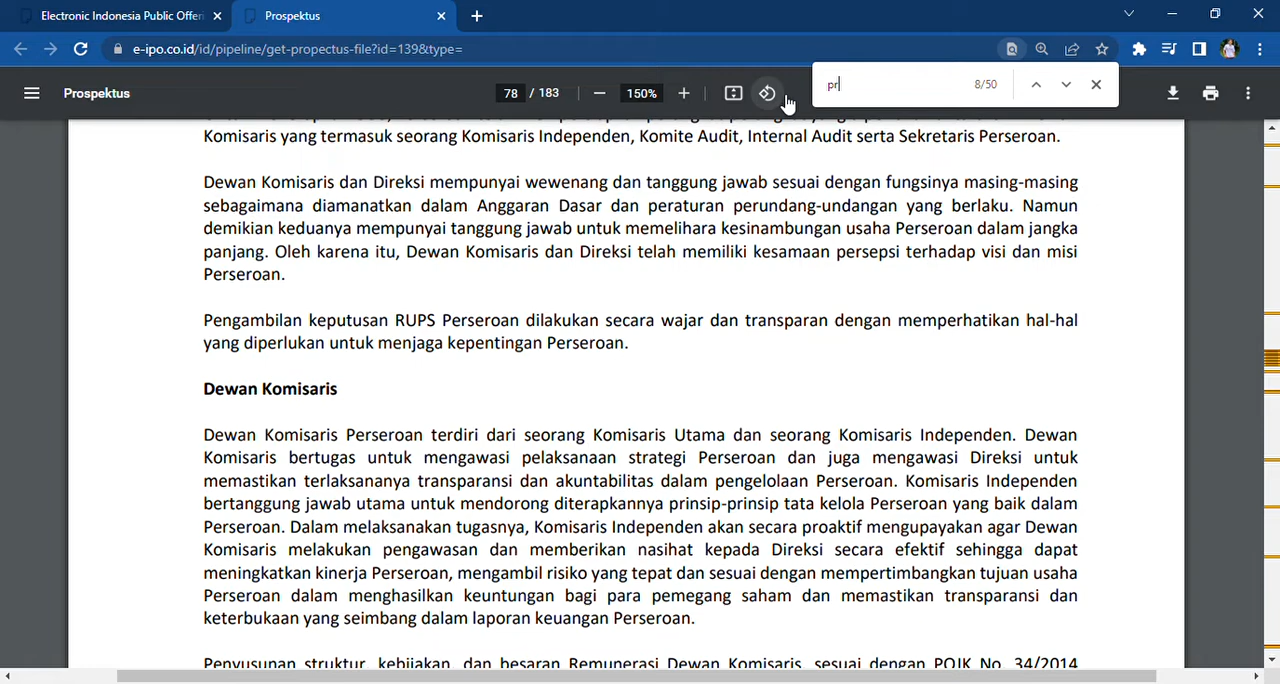 Electronic Indonesia Public Offeri
Prospektus
e-ipo.co.id/id/pipeline/get-propectus-file?id=139&type=
Prospektus
78 / 183
150%
pr
8/50
Komisaris yang termasuk seorang Komisaris Independen, Komite Audit, Internal Audit serta Sekretaris Perseroan.
Dewan Komisaris dan Direksi mempunyai wewenang dan tanggung jawab sesuai dengan fungsinya masing-masing
sebagaimana diamanatkan dalam Anggaran Dasar dan peraturan perundang-undangan yang berlaku. Namun
demikian keduanya mempunyai tanggung jawab untuk memelihara kesinambungan usaha Perseroan dalam jangka
panjang. Oleh karena itu, Dewan Komisaris dan Direksi telah memiliki kesamaan persepsi terhadap visi dan misi
Perseroan.
Pengambilan keputusan RUPS Perseroan dilakukan secara wajar dan transparan dengan memperhatikan hal-hal
yang diperlukan untuk menjaga kepentingan Perseroan.
Dewan Komisaris
Dewan Komisaris Perseroan terdiri dari seorang Komisaris Utama dan seorang Komisaris Independen. Dewan
Komisaris bertugas untuk mengawasi pelaksanaan strategi Perseroan dan juga mengawasi Direksi untuk
memastikan terlaksananya transparansi dan akuntabilitas dalam pengelolaan Perseroan. Komisaris Independen
bertanggung jawab utama untuk mendorong diterapkannya prinsip-prinsip tata kelola Perseroan yang baik dalam
Perseroan. Dalam melaksanakan tugasnya, Komisaris Independen akan secara proaktif mengupayakan agar Dewan
Komisaris melakukan pengawasan dan memberikan nasihat kepada Direksi secara efektif sehingga dapat
meningkatkan kinerja Perseroan, mengambil risiko yang tepat dan sesuai dengan mempertimbangkan tujuan usaha
Perseroan dalam menghasilkan keuntungan bagi para pemegang saham dan memastikan transparansi dan
keterbukaan yang seimbang dalam laporan keuangan Perseroan.
Penyusunan struktur, kebijakan, dan besaran Remunerasi Dewan Komisaris, sesuai dengan POJK No. 34/2014